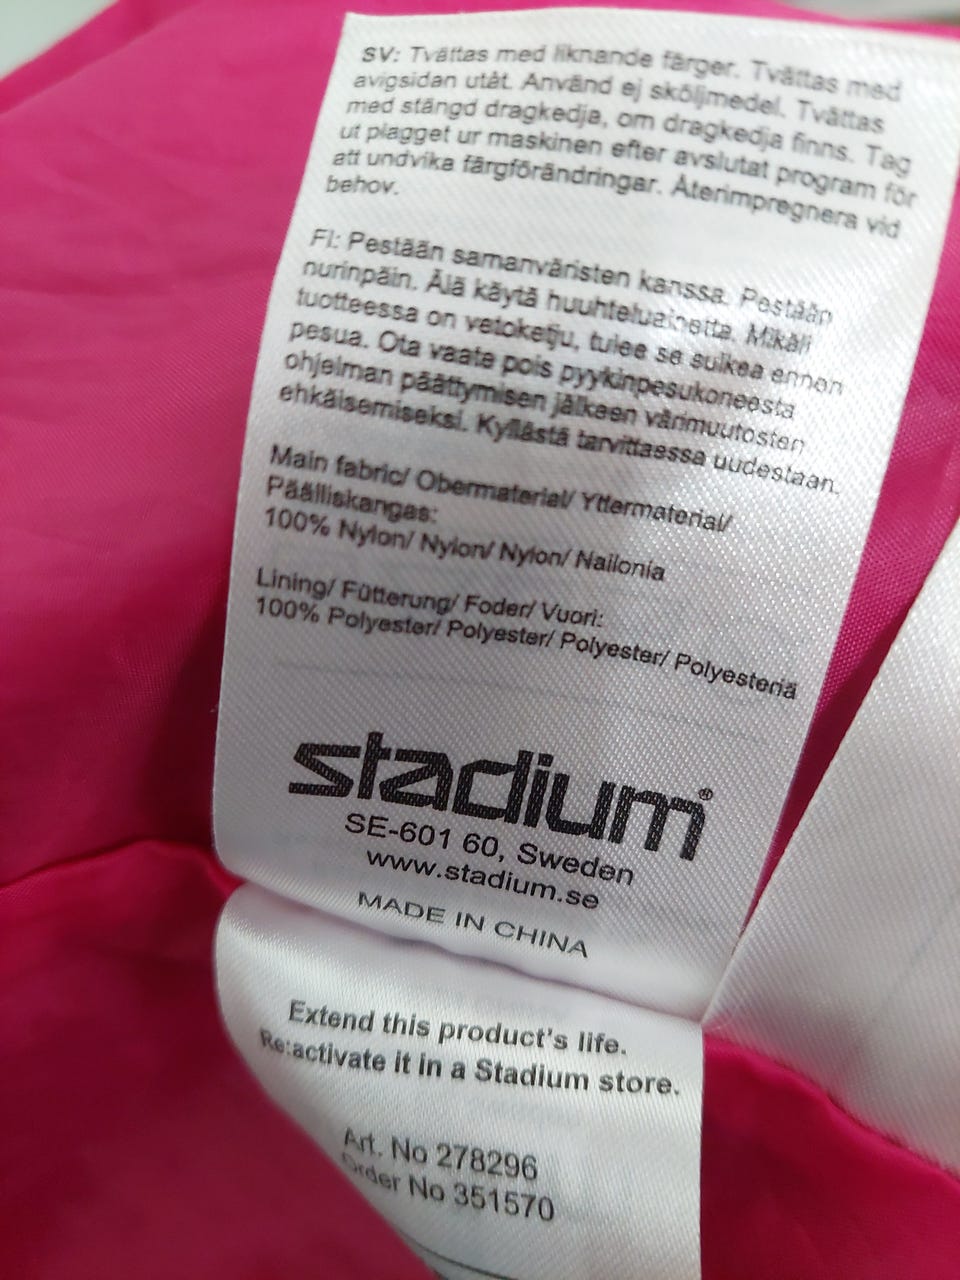 SV: Tvättas med liknande färger. Tvättas med
avigsidan utåt. Använd ej sköljmedel. Tvättas
med stängd dragkedja, om dragkedja finns. Tag
ut plagget ur maskinen efter avslutat program för
att undvika färgförändringar. Återimpregnera vid
behov.
FI: Pestään samanväristen kanssa. Pestään
nurinpäin. Älä käytä huuhteluainetta. Mikäli
tuotteessa on vetoketju, tulee se sulkea ennen
pesua. Ota vaate pois pyykinpesukoneesta
ohjelman päättymisen jälkeen värimuutosten
ehkäisemiseksi. Kyllästä tarvittaessa uudestaan.
Main fabric/ Obermaterial/ Yttermaterial/
Päälliskangas:
100% Nylon/ Nylon/ Nylon/ Nailonia
Lining/ Fütterung/ Foder/ Vuori:
100% Polyester/ Polyester/ Polyester/ Polyesteriä
stadium®
SE-601 60, Sweden
www.stadium.se
MADE IN CHINA
Extend this product's life.
Re:activate it in a Stadium store.
Art. No 278296
Order No 351570